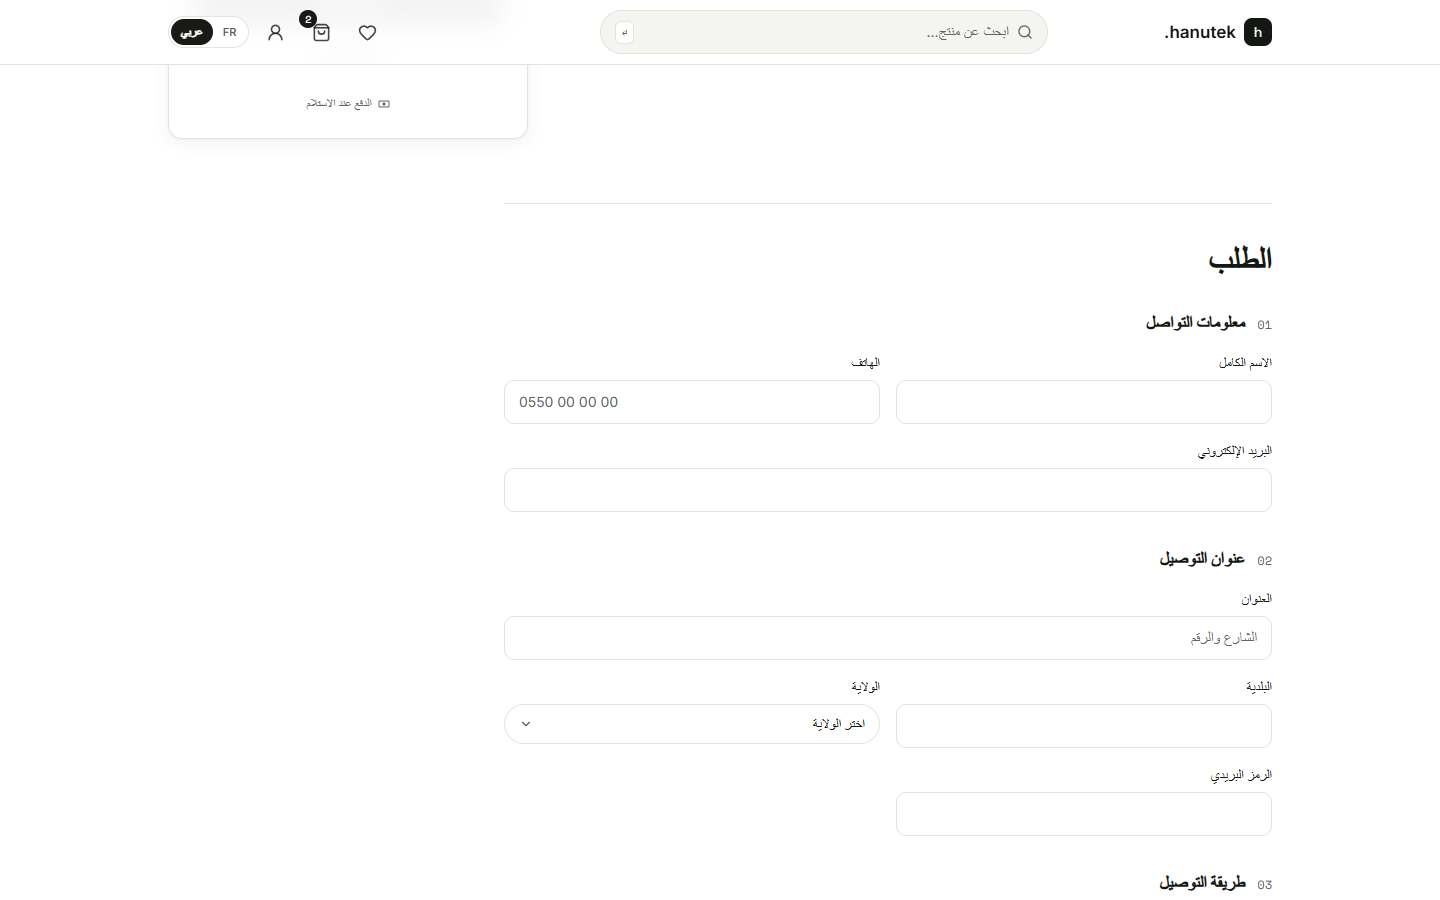 h hanutek.
ابحث عن منتج... ↵
2
FR عربي
الدفع عند الاستلام
الطلب
01 معلومات التواصل
الاسم الكامل
الهاتف
0550 00 00 00
البريد الإلكتروني
02 عنوان التوصيل
العنوان
الشارع والرقم
البلدية
الولاية
اختر الولاية
الرمز البريدي
03 طريقة التوصيل